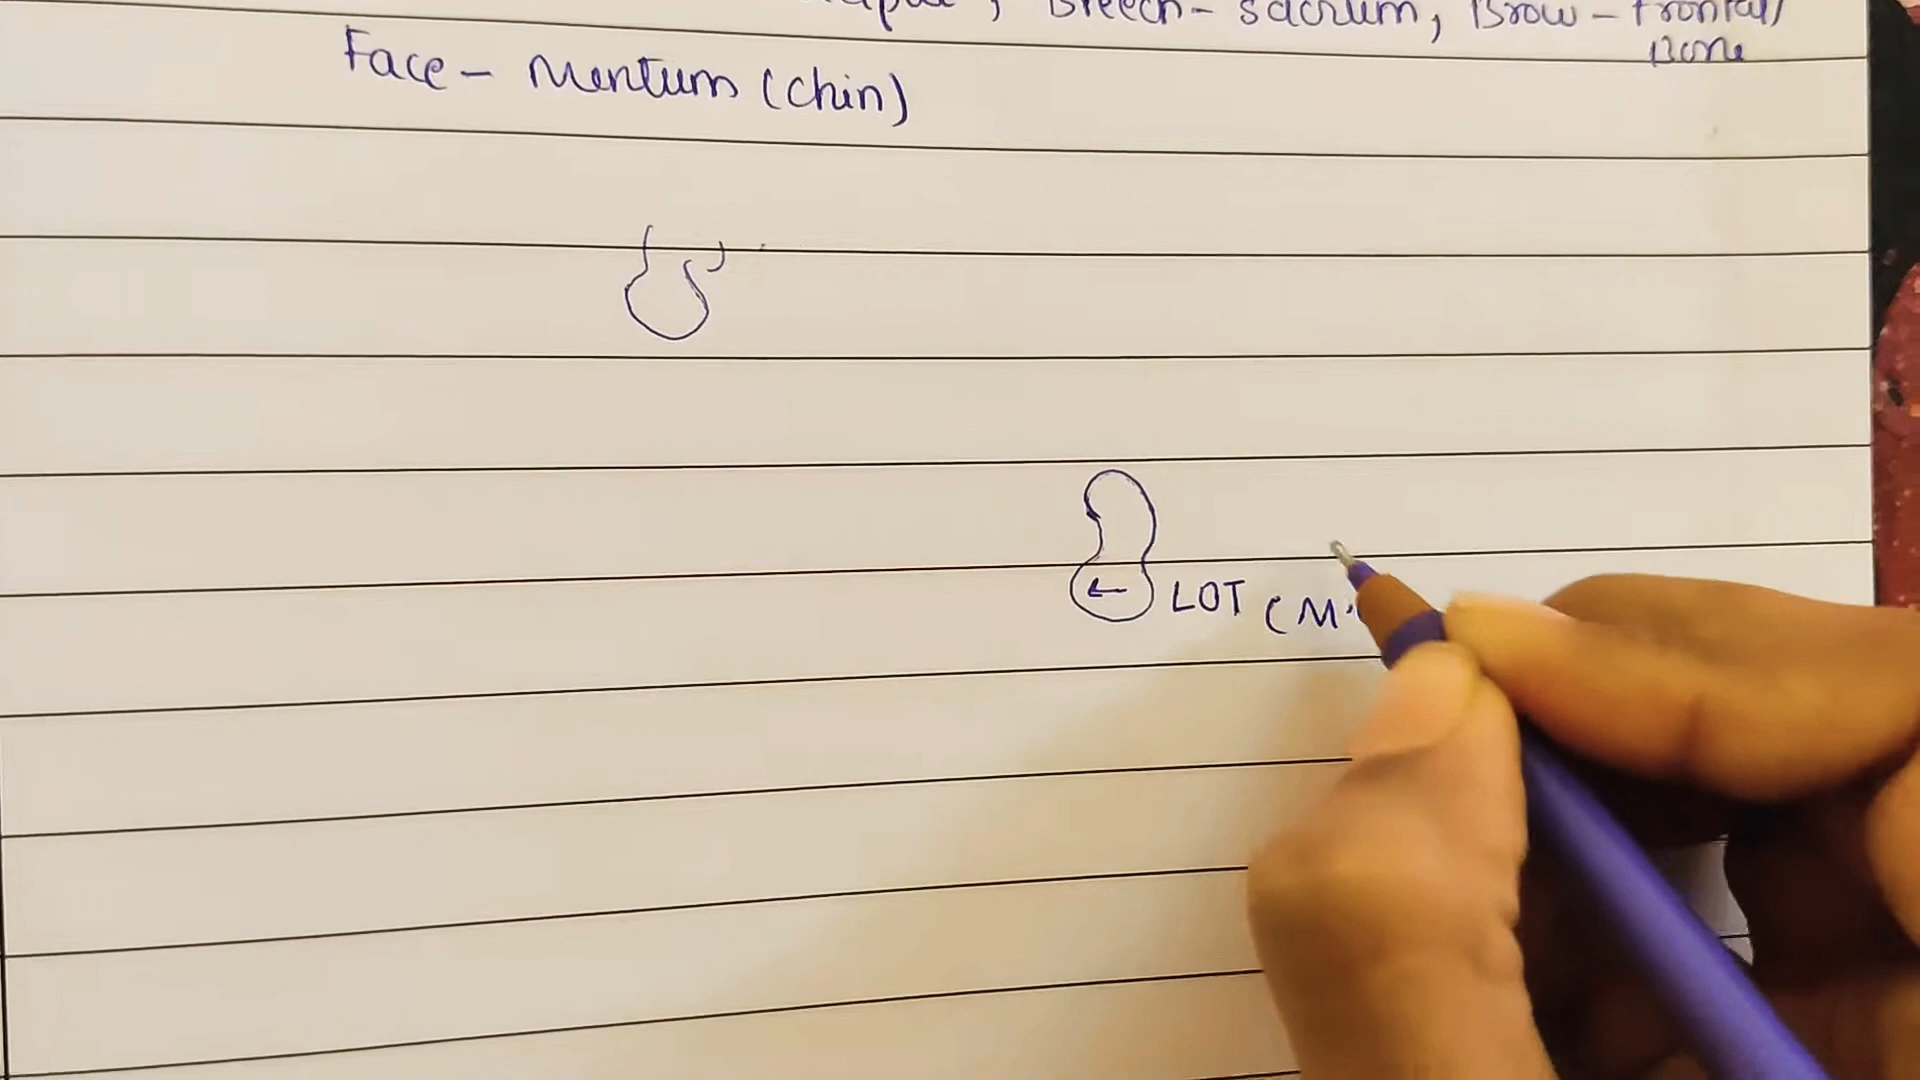 , Breech - Sacrum, Brow - frontal
Bone
Face - Mentum (chin)
LOT (M.